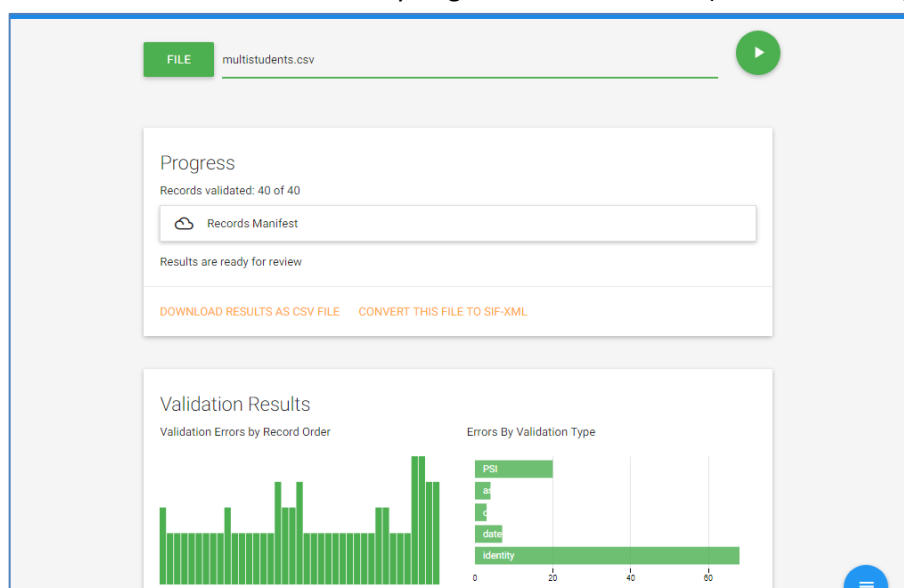 FILE multistudents.csv
Progress
Records validated: 40 of 40
Records Manifest
Results are ready for review
DOWNLOAD RESULTS AS CSV FILE CONVERT THIS FILE TO SIF-XML
Validation Results
Validation Errors by Record Order Errors By Validation Type
PSI
date
identity
0 20 40 60